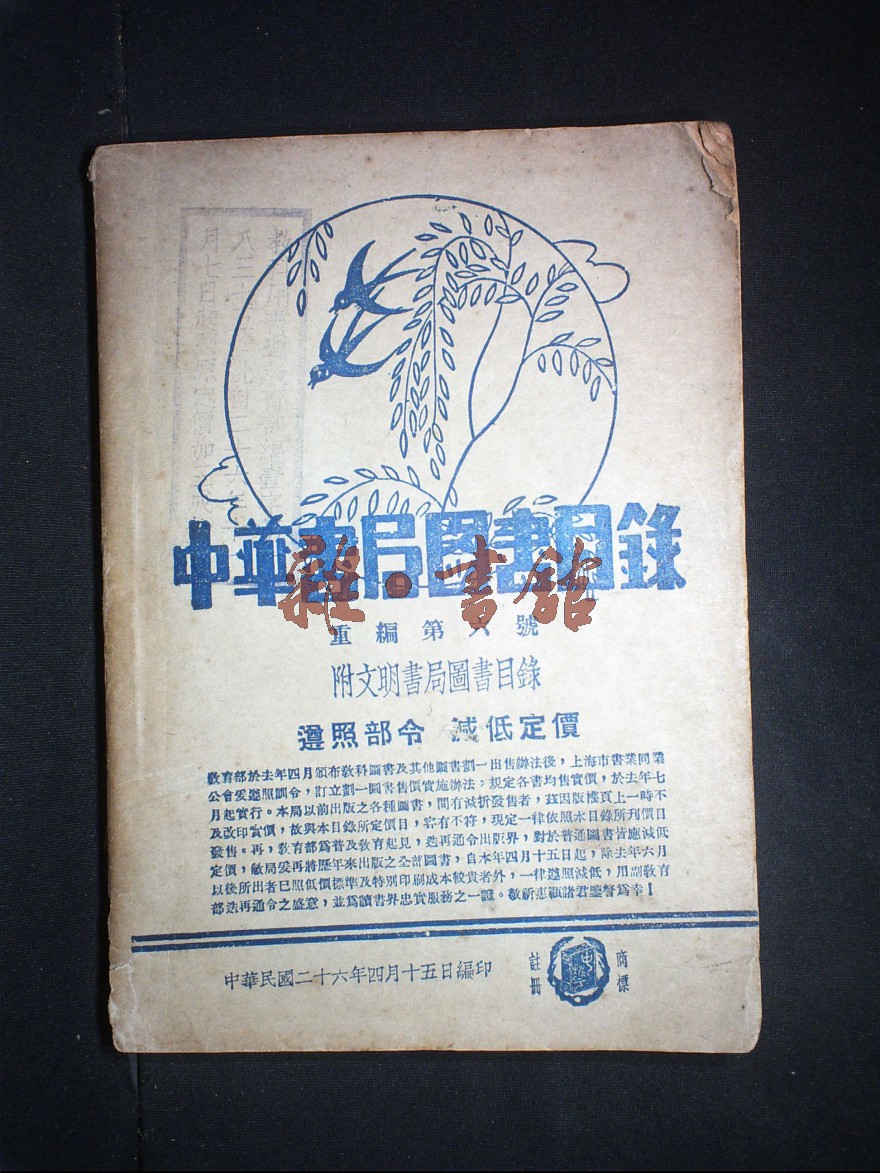 中華書局圖書目錄
雜·書館
重編第六號
附文明書局圖書目錄
遵照部令 減低定價
教育部於去年四月頒布教科圖書及其他圖書劃一出售辦法後，上海市書業同業
公會爰遵照訓令，訂立劃一圖書售價實施辦法。規定各書均售實價，於去年七
月起實行。本局以前出版之各種圖書，間有減折發售者，茲因版權頁上一時不
及改印實價，故與本目錄所定價目，容有不符，現定一律依照本目錄所刊價目
發售。再，教育部為普及教育起見，迭再通令出版界，對於普通圖書皆應減低
定價，敝局爰再將歷年來出版之全部圖書，自本年四月十五日起，除去年六月
以後所出者已照低價標準及特別印刷成本較貴者外，一律遵照減低，用副教育
部迭再通令之盛意，並為讀書界忠實服務之一證。敬祈惠顧諸君鑒詧為幸！
中華民國二十六年四月十五日編印
註冊
中華
商標